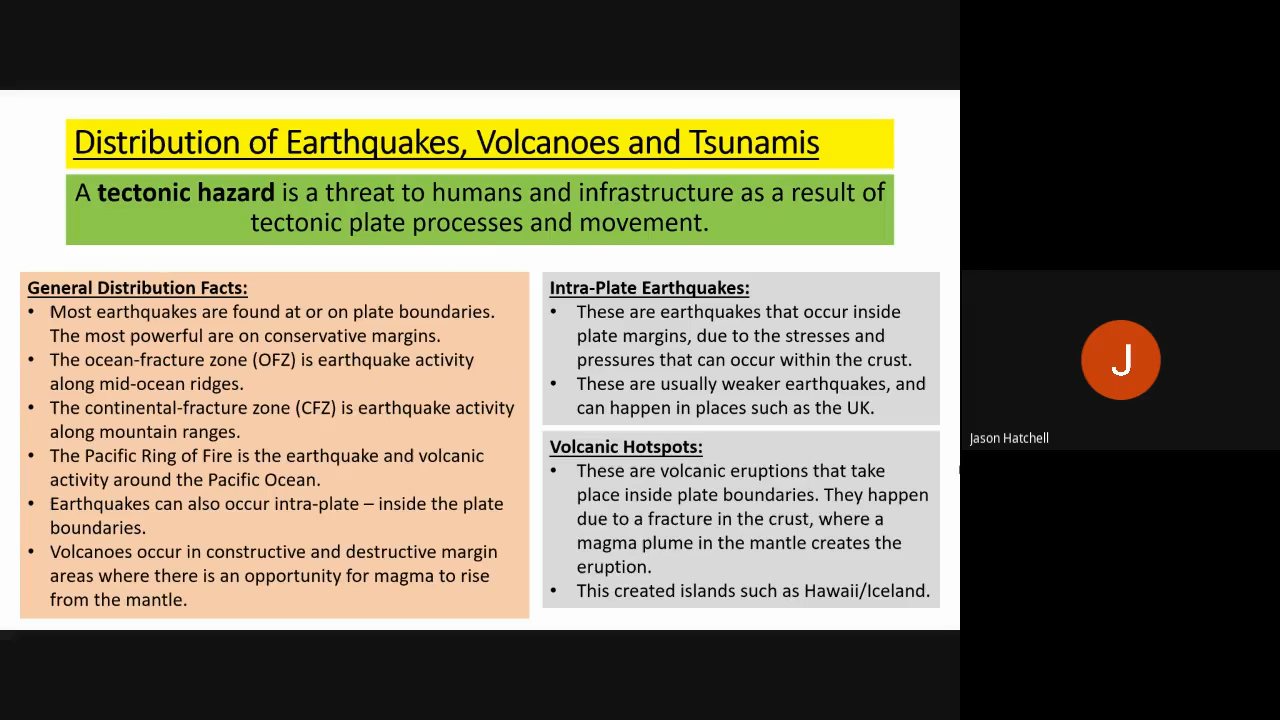 Distribution of Earthquakes, Volcanoes and Tsunamis
A tectonic hazard is a threat to humans and infrastructure as a result of
tectonic plate processes and movement.
General Distribution Facts:
• Most earthquakes are found at or on plate boundaries.
The most powerful are on conservative margins.
• The ocean-fracture zone (OFZ) is earthquake activity
along mid-ocean ridges.
• The continental-fracture zone (CFZ) is earthquake activity
along mountain ranges.
• The Pacific Ring of Fire is the earthquake and volcanic
activity around the Pacific Ocean.
• Earthquakes can also occur intra-plate – inside the plate
boundaries.
• Volcanoes occur in constructive and destructive margin
areas where there is an opportunity for magma to rise
from the mantle.
Intra-Plate Earthquakes:
• These are earthquakes that occur inside
plate margins, due to the stresses and
pressures that can occur within the crust.
• These are usually weaker earthquakes, and
can happen in places such as the UK.
Volcanic Hotspots:
• These are volcanic eruptions that take
place inside plate boundaries. They happen
due to a fracture in the crust, where a
magma plume in the mantle creates the
eruption.
• This created islands such as Hawaii/Iceland.
J
Jason Hatchell